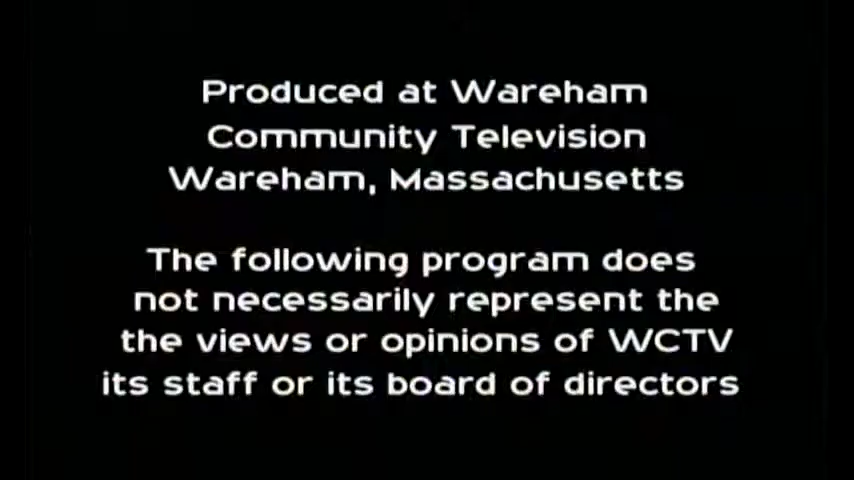 Produced at Wareham
Community Television
Wareham, Massachusetts
The following program does
not necessarily represent the
the views or opinions of WCTV
its staff or its board of directors